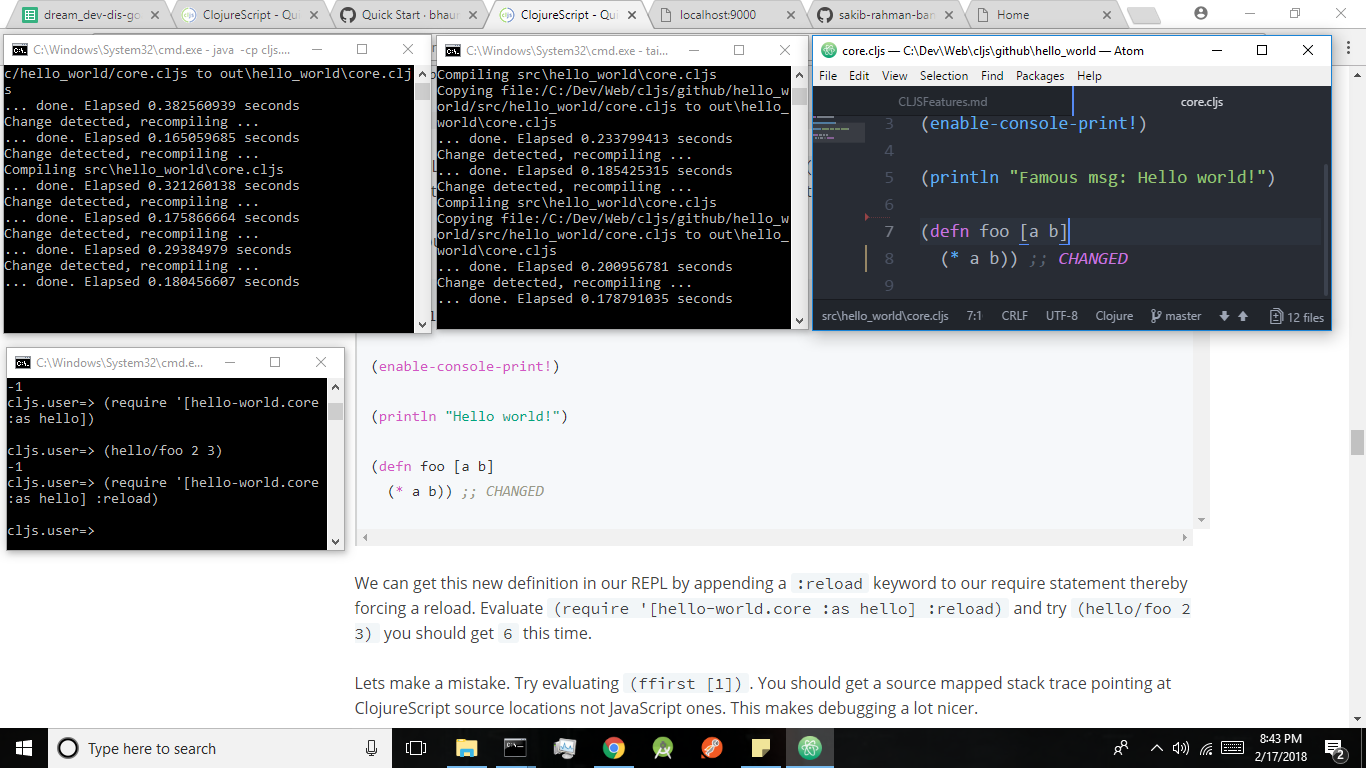 dream_dev-dis-gc
ClojureScript - Qui
Quick Start · bhaur
ClojureScript - Qui
localhost:9000
sakib-rahman-ban
Home
C:\Windows\System32\cmd.exe - java -cp cljs....
c/hello_world/core.cljs to out\hello_world\core.clj
s
... done. Elapsed 0.382560939 seconds
Change detected, recompiling ...
... done. Elapsed 0.165059685 seconds
Change detected, recompiling ...
Compiling src\hello_world\core.cljs
... done. Elapsed 0.321260138 seconds
Change detected, recompiling ...
... done. Elapsed 0.175866664 seconds
Change detected, recompiling ...
... done. Elapsed 0.29384979 seconds
Change detected, recompiling ...
... done. Elapsed 0.180456607 seconds
C:\Windows\System32\cmd.exe - tai...
Compiling src\hello_world\core.cljs
Copying file:/C:/Dev/Web/cljs/github/hello_w
orld/src/hello_world/core.cljs to out\hello_
world\core.cljs
... done. Elapsed 0.233799413 seconds
Change detected, recompiling ...
... done. Elapsed 0.185425315 seconds
Change detected, recompiling ...
Compiling src\hello_world\core.cljs
Copying file:/C:/Dev/Web/cljs/github/hello_w
orld/src/hello_world/core.cljs to out\hello_
world\core.cljs
... done. Elapsed 0.200956781 seconds
Change detected, recompiling ...
... done. Elapsed 0.178791035 seconds
core.cljs — C:\Dev\Web\cljs\github\hello_world — Atom
File Edit View Selection Find Packages Help
CLJSFeatures.md
core.cljs
3 (enable-console-print!)
4
5 (println "Famous msg: Hello world!")
6
7 (defn foo [a b]
8 (* a b)) ;; CHANGED
9
src\hello_world\core.cljs 7:1 CRLF UTF-8 Clojure master 12 files
C:\Windows\System32\cmd.e...
-1
cljs.user=> (require '[hello-world.core
:as hello])
cljs.user=> (hello/foo 2 3)
-1
cljs.user=> (require '[hello-world.core
:as hello] :reload)
cljs.user=>
(enable-console-print!)
(println "Hello world!")
(defn foo [a b]
(* a b)) ;; CHANGED
We can get this new definition in our REPL by appending a :reload keyword to our require statement thereby
forcing a reload. Evaluate (require '[hello-world.core :as hello] :reload) and try (hello/foo 2
3) you should get 6 this time.
Lets make a mistake. Try evaluating (ffirst [1]). You should get a source mapped stack trace pointing at
ClojureScript source locations not JavaScript ones. This makes debugging a lot nicer.
Type here to search
8:43 PM
2/17/2018
2